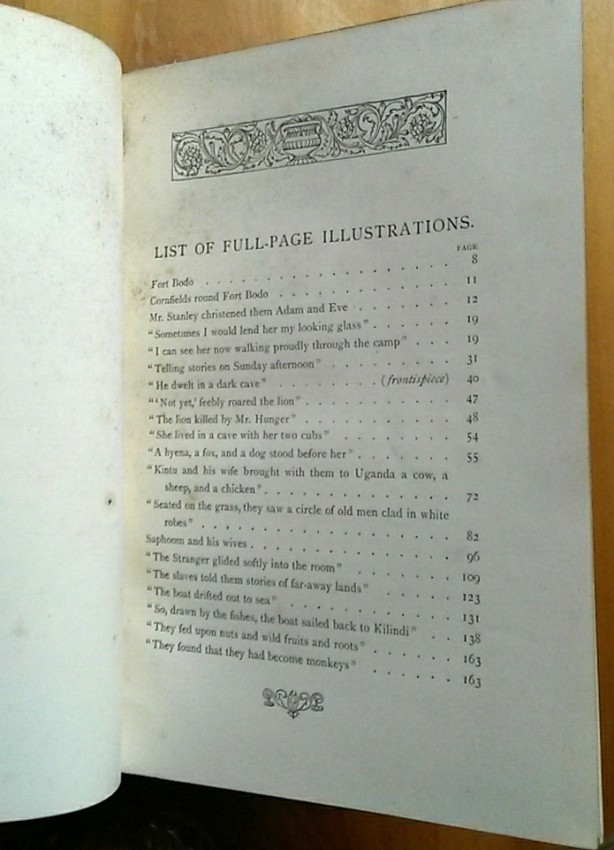 LIST OF FULL-PAGE ILLUSTRATIONS.
PAGE
Fort Bodo . . . . . . . . . . . . . . . . 8
Cornfields round Fort Bodo . . . . . . . . . . . 11
Mr. Stanley christened them Adam and Eve . . . . . . 12
"Sometimes I would lend her my looking glass" . . . . . 19
"I can see her now walking proudly through the camp" . . . 19
"Telling stories on Sunday afternoon" . . . . . . . . 31
"He dwelt in a dark cave" . . . . . . . (frontispiece) 40
"'Not yet,' feebly roared the lion" . . . . . . . . . 47
"The lion killed by Mr. Hunger" . . . . . . . . . 48
"She lived in a cave with her two cubs" . . . . . . . 54
"A hyena, a fox, and a dog stood before her" . . . . . . 55
"Kintu and his wife brought with them to Uganda a cow, a
sheep, and a chicken" . . . . . . . . . . . . 72
"Seated on the grass, they saw a circle of old men clad in white
robes" . . . . . . . . . . . . . . . . 82
Saphoom and his wives . . . . . . . . . . . . . 96
"The Stranger glided softly into the room" . . . . . . . 109
"The slaves told them stories of far-away lands" . . . . . 123
"The boat drifted out to sea" . . . . . . . . . . 131
"So, drawn by the fishes, the boat sailed back to Kilindi" . . 138
"They fed upon nuts and wild fruits and roots" . . . . . 163
"They found that they had become monkeys" . . . . . . 163